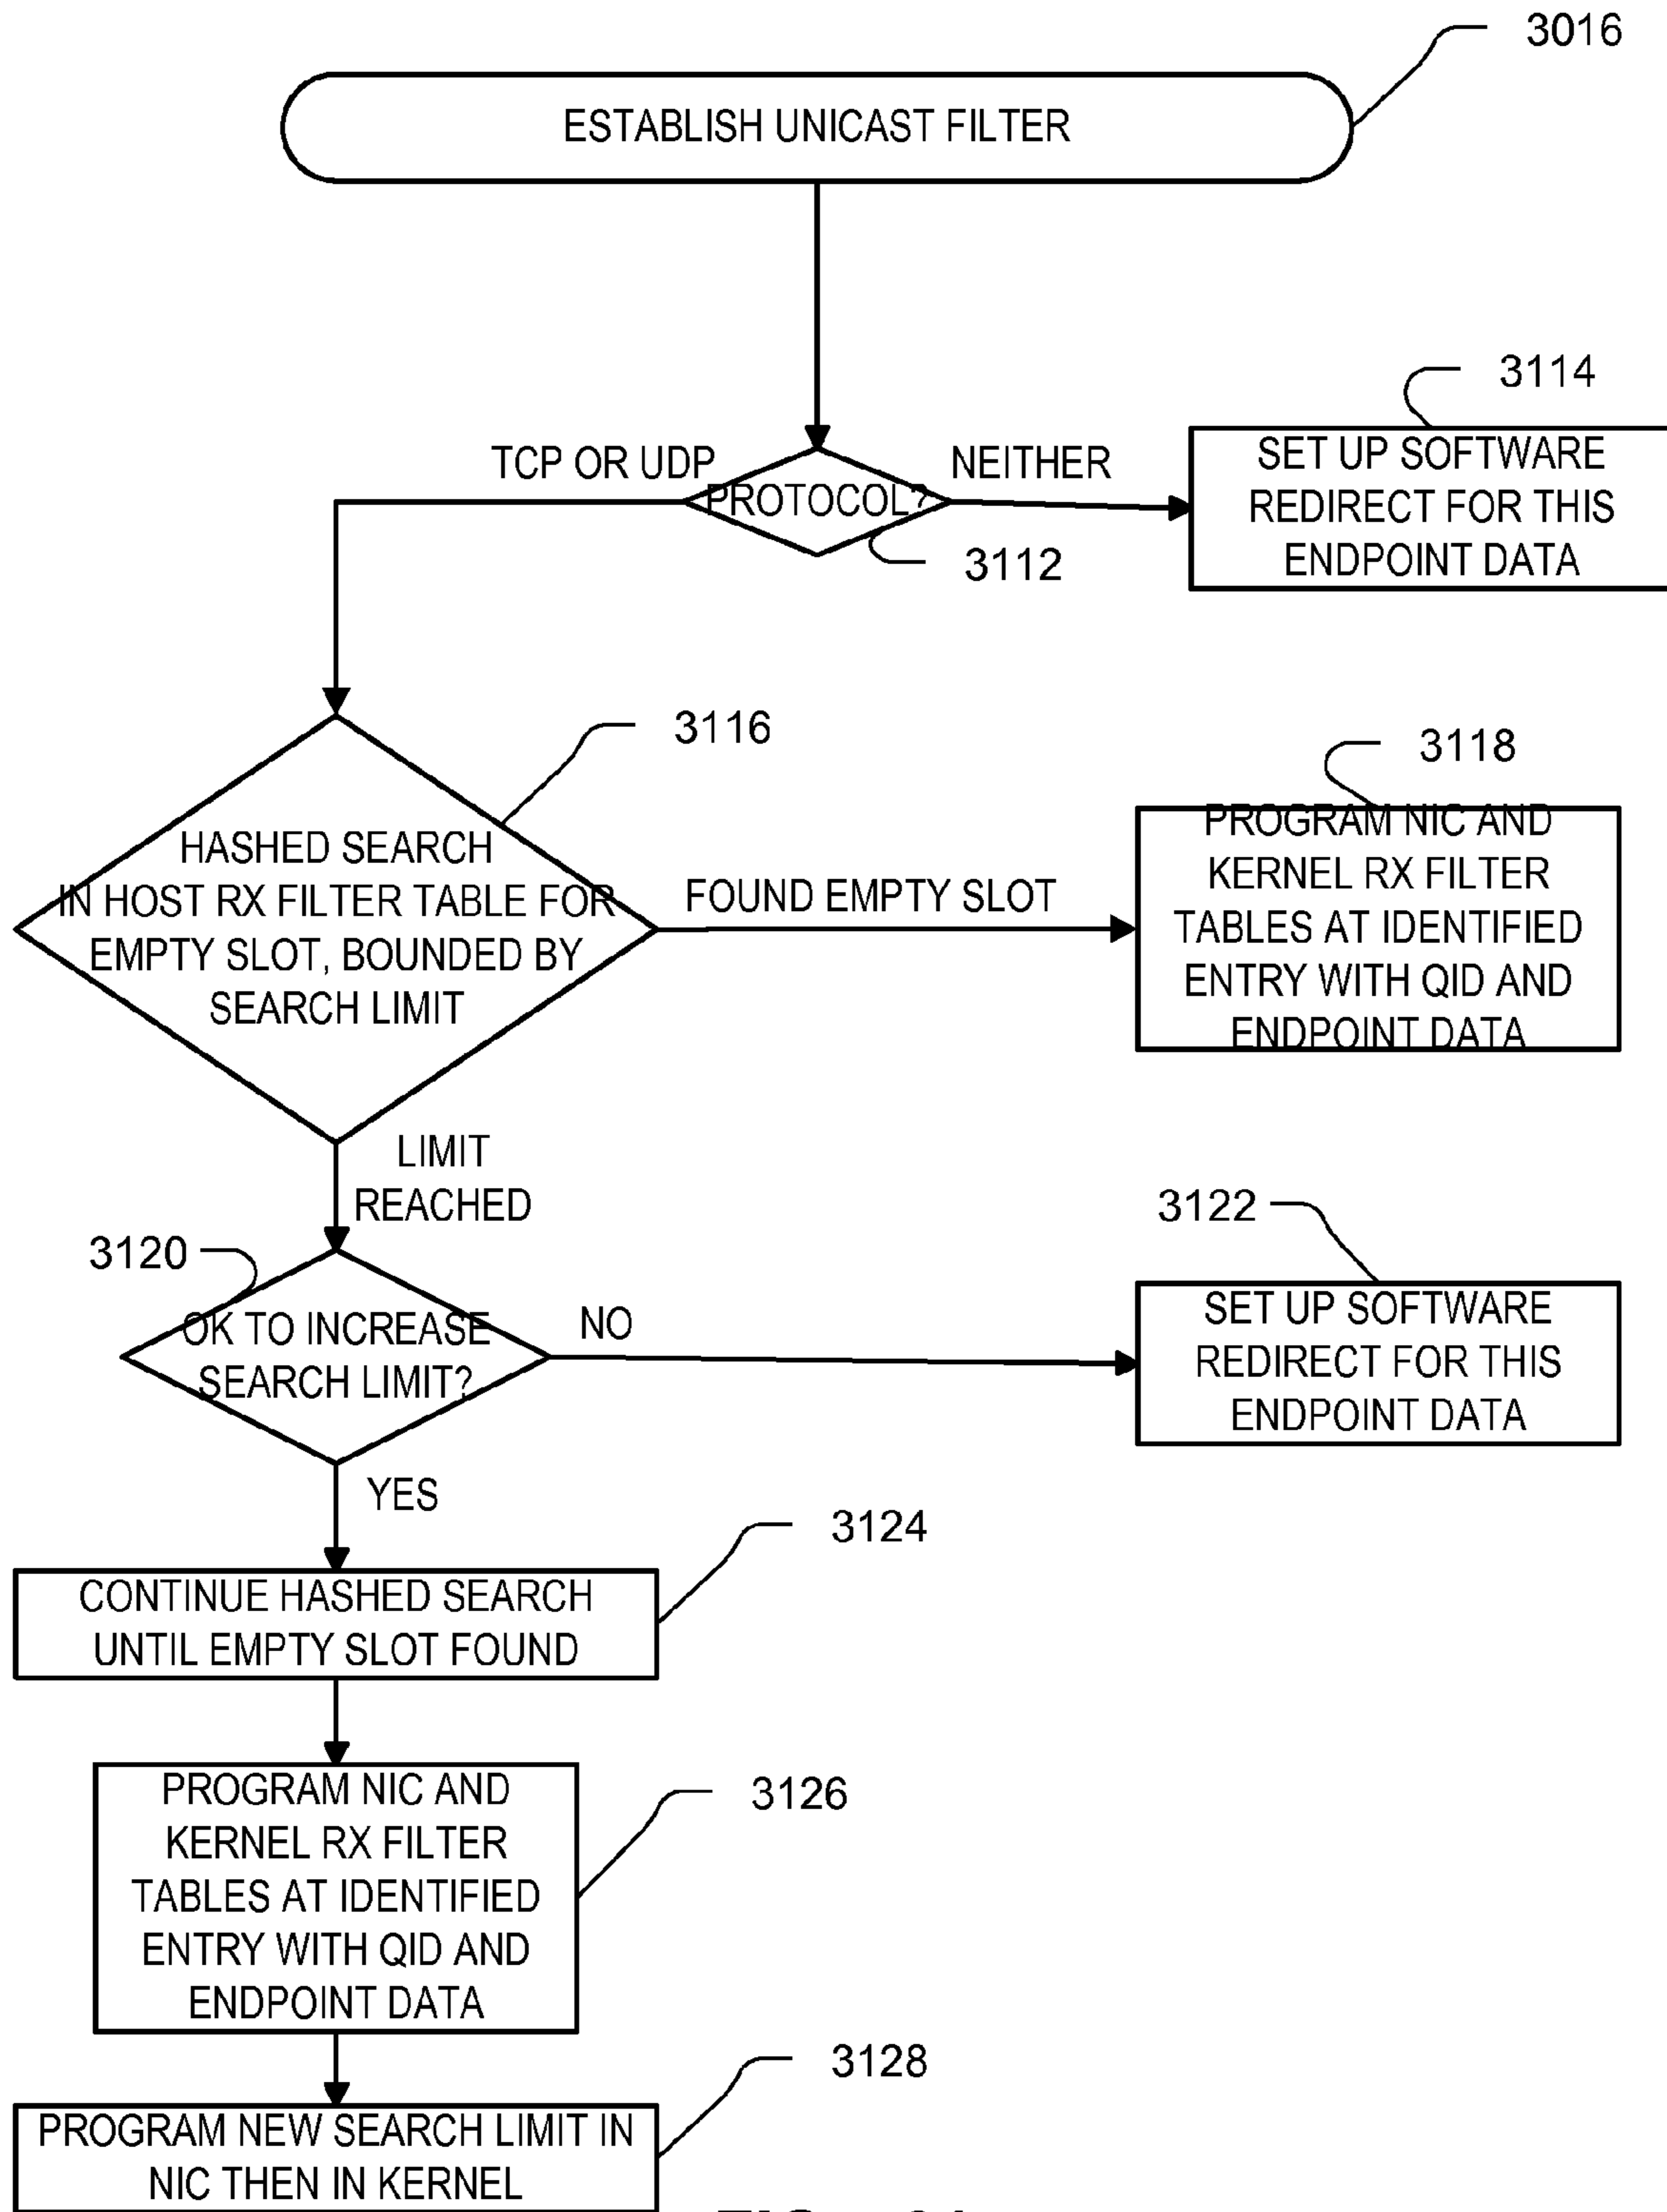 3016
ESTABLISH UNICAST FILTER
3114
TCP OR UDP
NEITHER
PROTOCOL?
3112
SET UP SOFTWARE
REDIRECT FOR THIS
ENDPOINT DATA
3116
3118
HASHED SEARCH
IN HOST RX FILTER TABLE FOR
EMPTY SLOT, BOUNDED BY
SEARCH LIMIT
FOUND EMPTY SLOT
PROGRAM NIC AND
KERNEL RX FILTER
TABLES AT IDENTIFIED
ENTRY WITH QID AND
ENDPOINT DATA
LIMIT
REACHED
3120
3122
OK TO INCREASE
SEARCH LIMIT?
NO
SET UP SOFTWARE
REDIRECT FOR THIS
ENDPOINT DATA
YES
3124
CONTINUE HASHED SEARCH
UNTIL EMPTY SLOT FOUND
3126
PROGRAM NIC AND
KERNEL RX FILTER
TABLES AT IDENTIFIED
ENTRY WITH QID AND
ENDPOINT DATA
3128
PROGRAM NEW SEARCH LIMIT IN
NIC THEN IN KERNEL